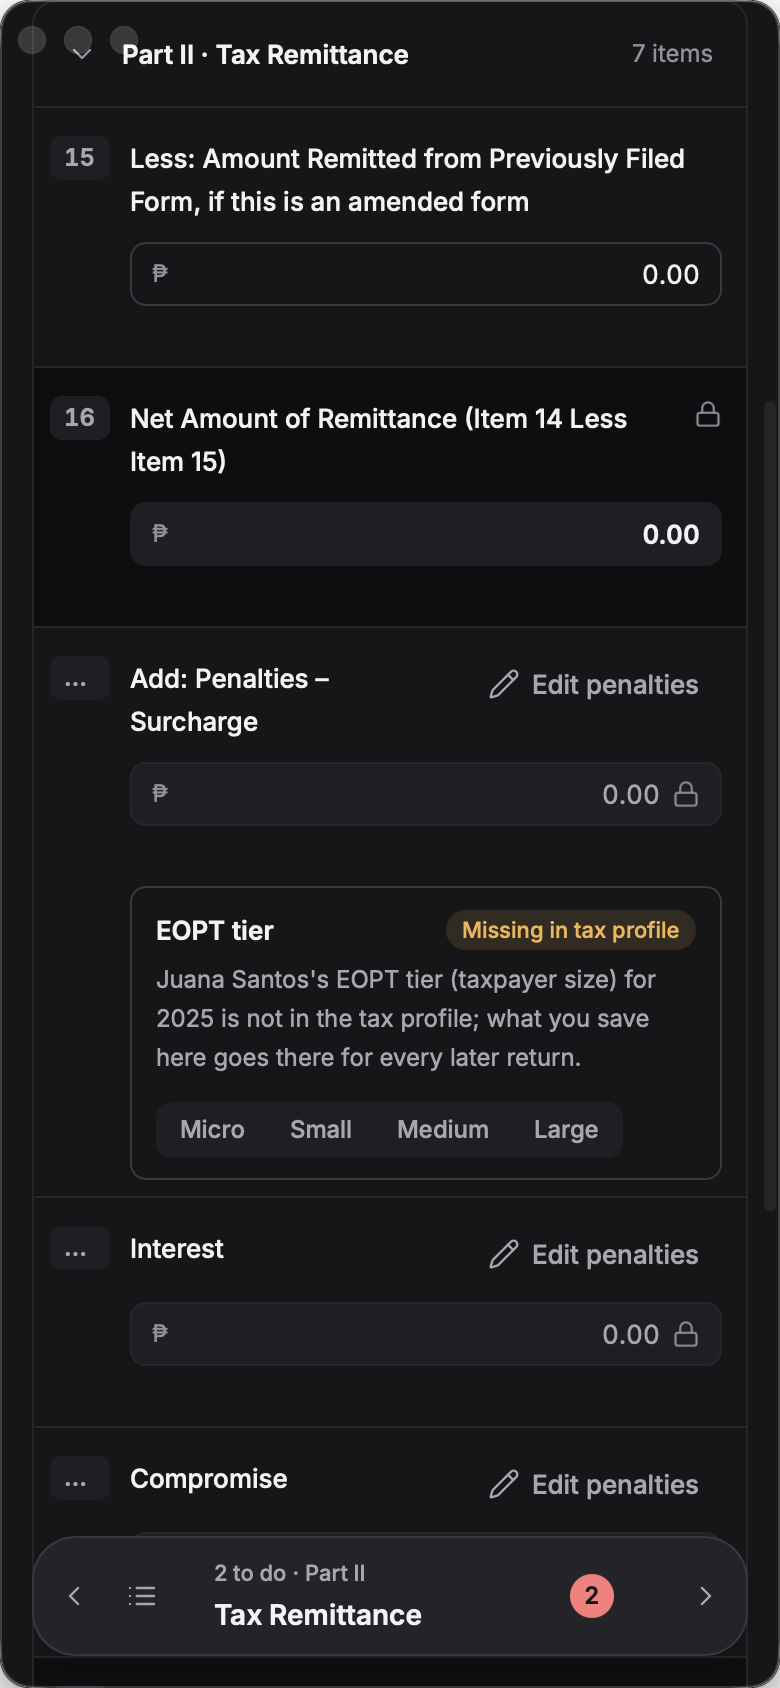 Part II · Tax Remittance
7 items
15
Less: Amount Remitted from Previously Filed
Form, if this is an amended form
₱
0.00
16
Net Amount of Remittance (Item 14 Less
Item 15)
₱
0.00
...
Add: Penalties –
Surcharge
Edit penalties
₱
0.00
EOPT tier
Missing in tax profile
Juana Santos's EOPT tier (taxpayer size) for
2025 is not in the tax profile; what you save
here goes there for every later return.
Micro
Small
Medium
Large
...
Interest
Edit penalties
₱
0.00
...
Compromise
Edit penalties
2 to do · Part II
Tax Remittance
2